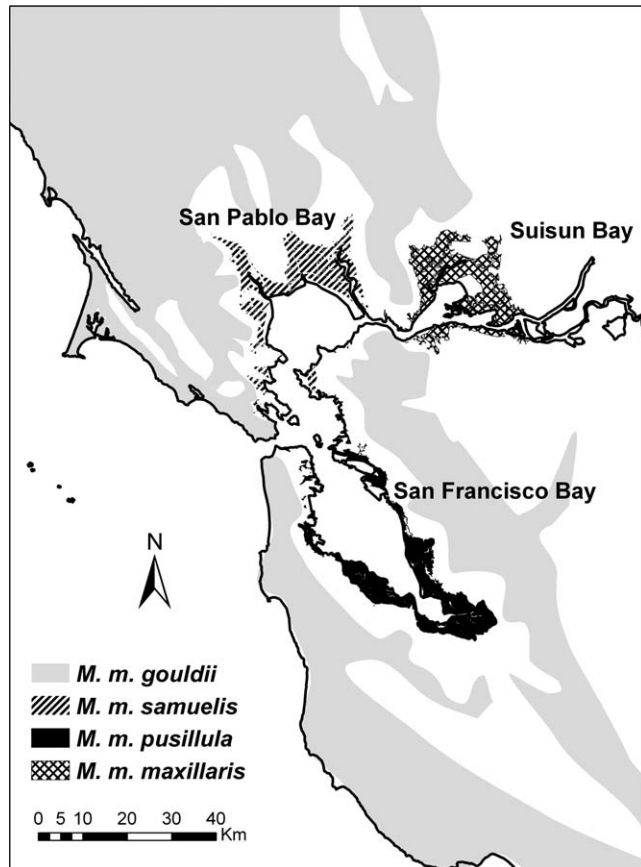 San Pablo Bay
Suisun Bay
San Francisco Bay
N
M. m. gouldii
M. m. samuelis
M. m. pusillula
M. m. maxillaris
0 5 10 20 30 40
Km